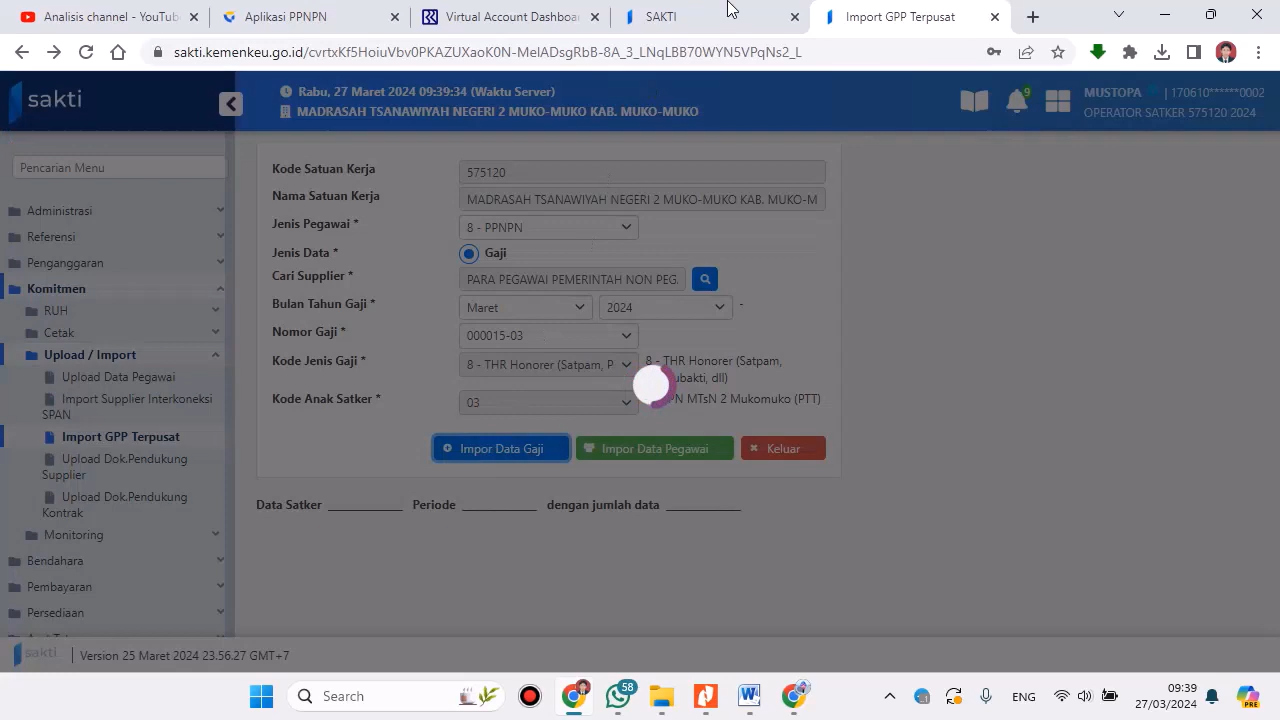 Analisis channel - YouTub
Aplikasi PPNPN
Virtual Account Dashboa
SAKTI
Import GPP Terpusat
sakti.kemenkeu.go.id/cvrtxKf5HoiuVbv0PKAZUXaoK0N-MeIADsgRbB-8A_3_LNqLBB70WYN5VPqNs2_L
sakti
Rabu, 27 Maret 2024 09:39:34 (Waktu Server)
MADRASAH TSANAWIYAH NEGERI 2 MUKO-MUKO KAB. MUKO-MUKO
9
MUSTOPA | 170610******0002
OPERATOR SATKER 575120 2024
Pencarian Menu
Administrasi
Referensi
Penganggaran
Komitmen
RUH
Cetak
Upload / Import
Upload Data Pegawai
Import Supplier Interkoneksi
SPAN
Import GPP Terpusat
Upload Dok.Pendukung
Supplier
Upload Dok.Pendukung
Kontrak
Monitoring
Bendahara
Pembayaran
Persediaan
Kode Satuan Kerja 575120
Nama Satuan Kerja MADRASAH TSANAWIYAH NEGERI 2 MUKO-MUKO KAB. MUKO-M
Jenis Pegawai * 8 - PPNPN
Jenis Data * Gaji
Cari Supplier * PARA PEGAWAI PEMERINTAH NON PEG.
Bulan Tahun Gaji * Maret 2024 -
Nomor Gaji * 000015-03
Kode Jenis Gaji * 8 - THR Honorer (Satpam, P 8 - THR Honorer (Satpam,
ubakti, dll)
Kode Anak Satker * 03 N MTsN 2 Mukomuko (PTT)
Impor Data Gaji Impor Data Pegawai Keluar
Data Satker Periode dengan jumlah data
sakti | Version 25 Maret 2024 23.56.27 GMT+7
Search
58
ENG
09:39
27/03/2024
PRE